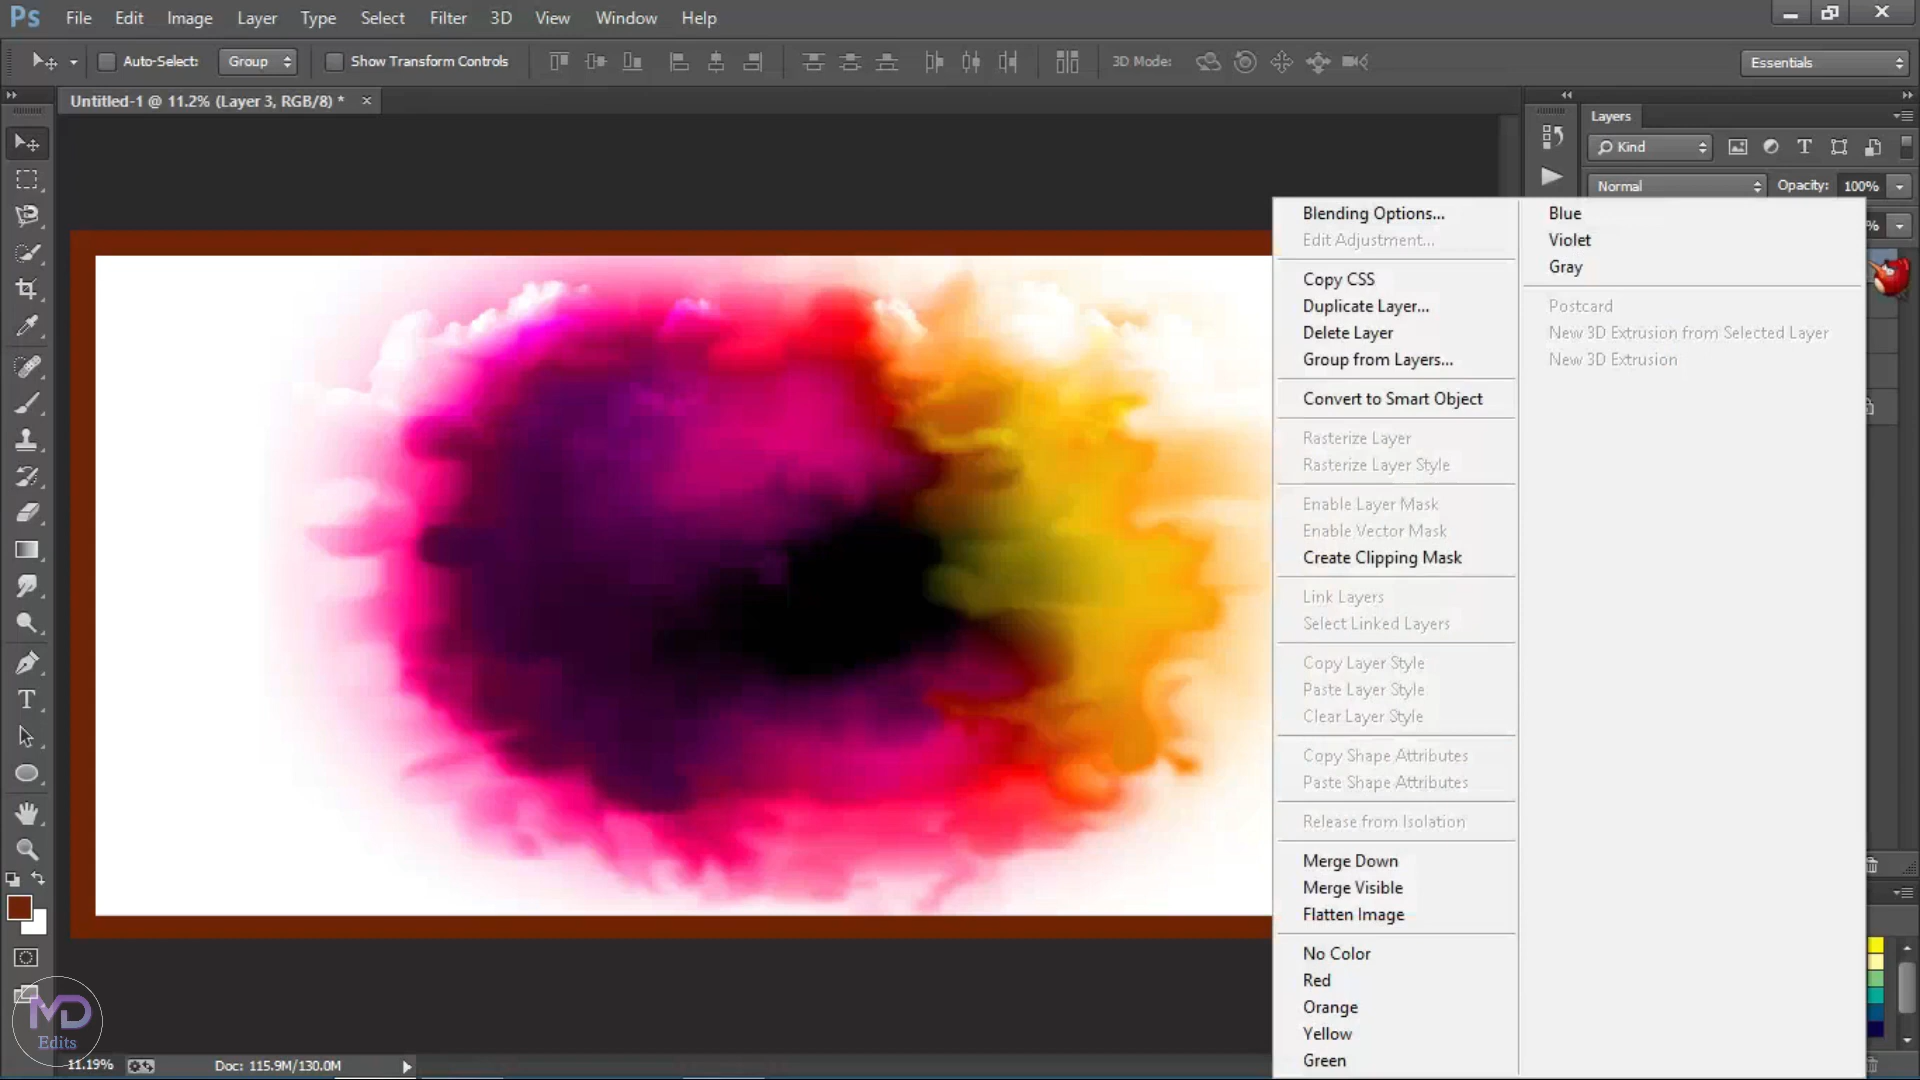 Ps File Edit Image Layer Type Select Filter 3D View Window Help
Auto-Select: Group Show Transform Controls 3D Mode: Essentials
Untitled-1 @ 11.2% (Layer 3, RGB/8) * ×
Layers
Kind
Normal Opacity: 100%
%
Blending Options...
Edit Adjustment...
Copy CSS
Duplicate Layer...
Delete Layer
Group from Layers...
Convert to Smart Object
Rasterize Layer
Rasterize Layer Style
Enable Layer Mask
Enable Vector Mask
Create Clipping Mask
Link Layers
Select Linked Layers
Copy Layer Style
Paste Layer Style
Clear Layer Style
Copy Shape Attributes
Paste Shape Attributes
Release from Isolation
Merge Down
Merge Visible
Flatten Image
No Color
Red
Orange
Yellow
Green
Blue
Violet
Gray
Postcard
New 3D Extrusion from Selected Layer
New 3D Extrusion
MD
Edits
11.19% Doc: 115.9M/130.0M